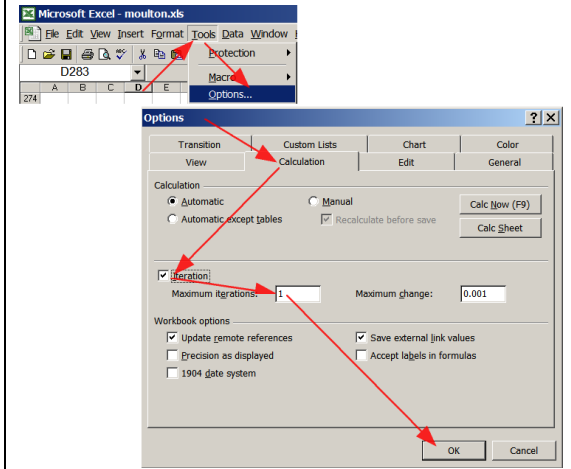 Microsoft Excel - moulton.xls
File Edit View Insert Format Tools Data Window
D283
Protection
Macro
Options...
A B C D E
274
Options
Transition Custom Lists Chart Color
View Calculation Edit General
Calculation
Automatic Manual Calc Now (F9)
Automatic except tables Recalculate before save Calc Sheet
Iteration
Maximum iterations: 1 Maximum change: 0.001
Workbook options
Update remote references Save external link values
Precision as displayed Accept labels in formulas
1904 date system
OK Cancel